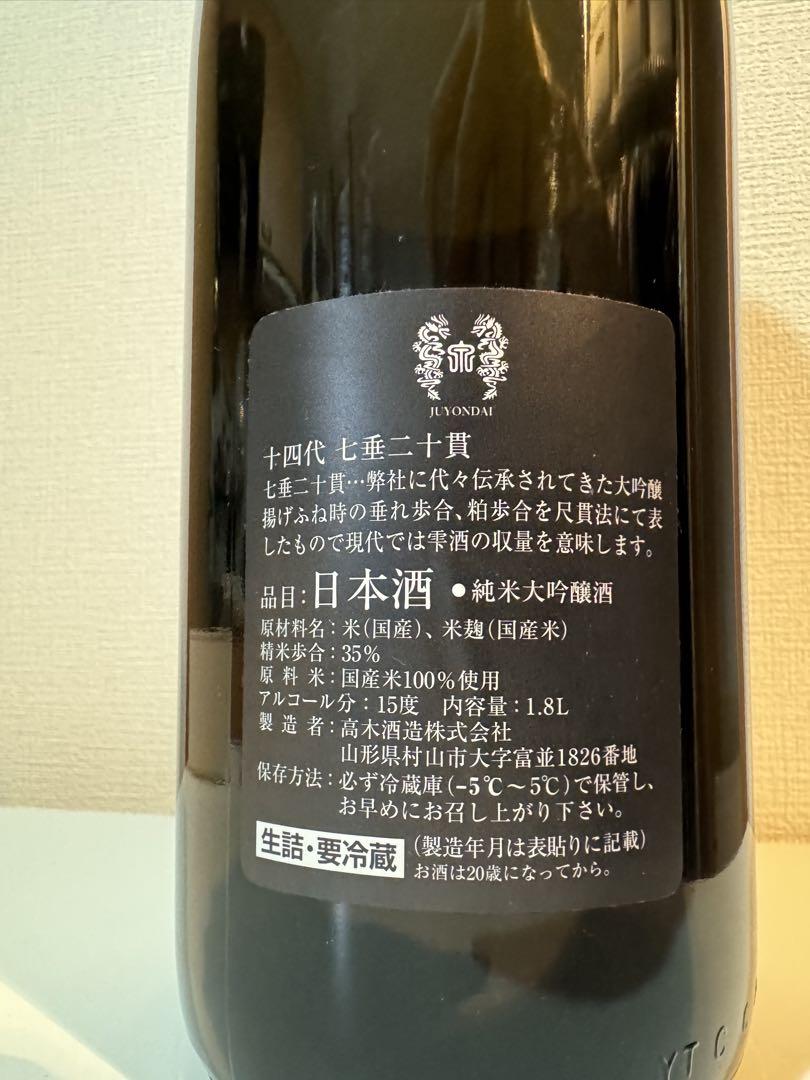 JUYONDAI
十四代 七垂二十貫
七垂二十貫…弊社に代々伝承されてきた大吟醸
揚げふね時の垂れ歩合、粕歩合を尺貫法にて表
したもので現代では雫酒の収量を意味します。
品目:日本酒 ●純米大吟醸酒
原材料名:米(国産)、米麹(国産米)
精米歩合:35%
原料米:国産米100%使用
アルコール分:15度 内容量:1.8L
製造者:高木酒造株式会社
山形県村山市大字富並1826番地
保存方法:必ず冷蔵庫(-5℃～5℃)で保管し、
お早めにお召し上がり下さい。
生詰・要冷蔵 (製造年月は表貼りに記載)
お酒は20歳になってから。
YT C